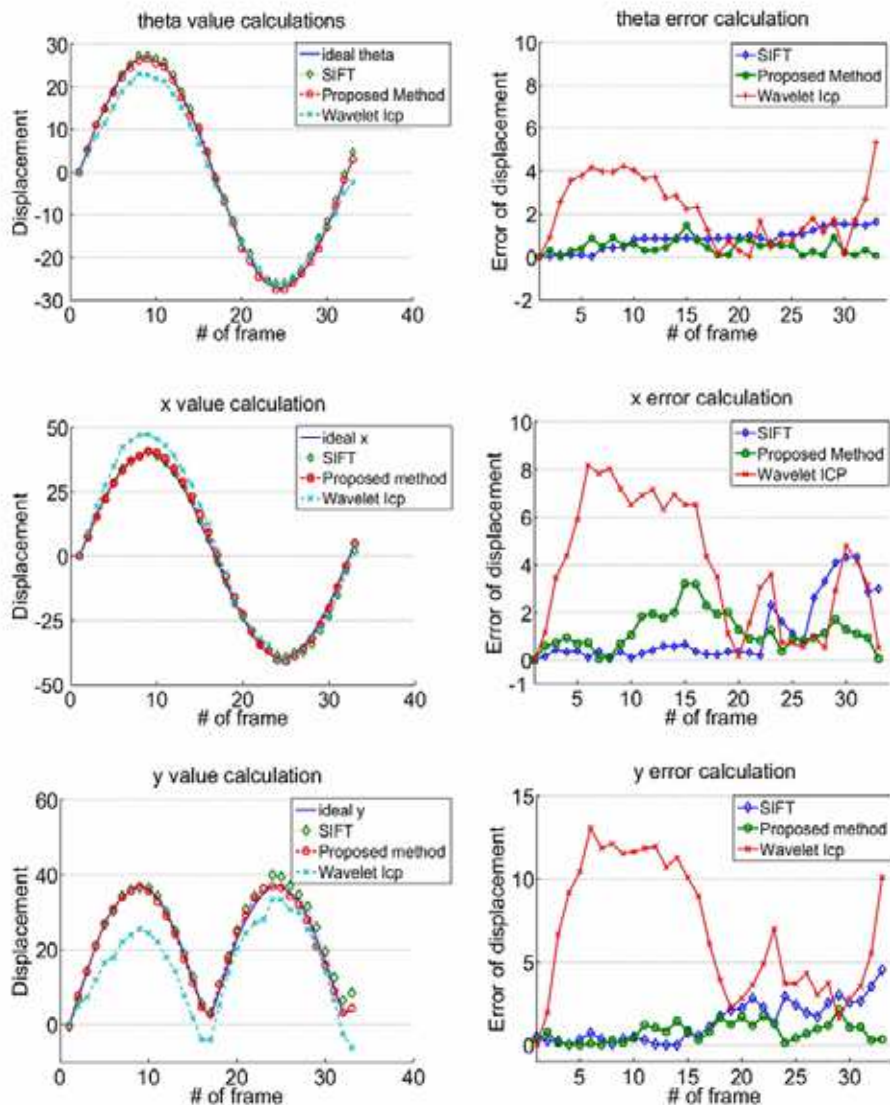 theta value calculations
30
20
10
0
-10
-20
-30
0
10
20
30
40
Displacement
# of frame
ideal theta
SIFT
Proposed Method
Wavelet Icp
theta error calculation
10
8
6
4
2
0
-2
5
10
15
20
25
30
Error of displacement
# of frame
SIFT
Proposed Method
Wavelet Icp
x value calculation
50
25
0
-25
-50
0
20
40
Displacement
# of frame
ideal x
SIFT
Proposed method
Wavelet Icp
x error calculation
10
8
6
4
2
0
-1
5
10
15
20
25
30
Error of displacement
# of frame
SIFT
Proposed Method
Wavelet ICP
y value calculation
60
40
20
0
0
10
20
30
40
Displacement
# of frame
ideal y
SIFT
Proposed method
Wavelet Icp
y error calculation
15
10
5
0
5
10
15
20
25
30
Error of displacement
# of frame
SIFT
Proposed method
Wavelet Icp